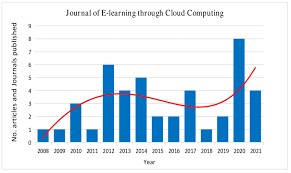 Journal of E-learning through Cloud Computing
No. articles and Journals published
9
8
7
6
5
4
3
2
1
0
2008 2009 2010 2011 2012 2013 2014 2015 2016 2017 2018 2019 2020 2021
Year